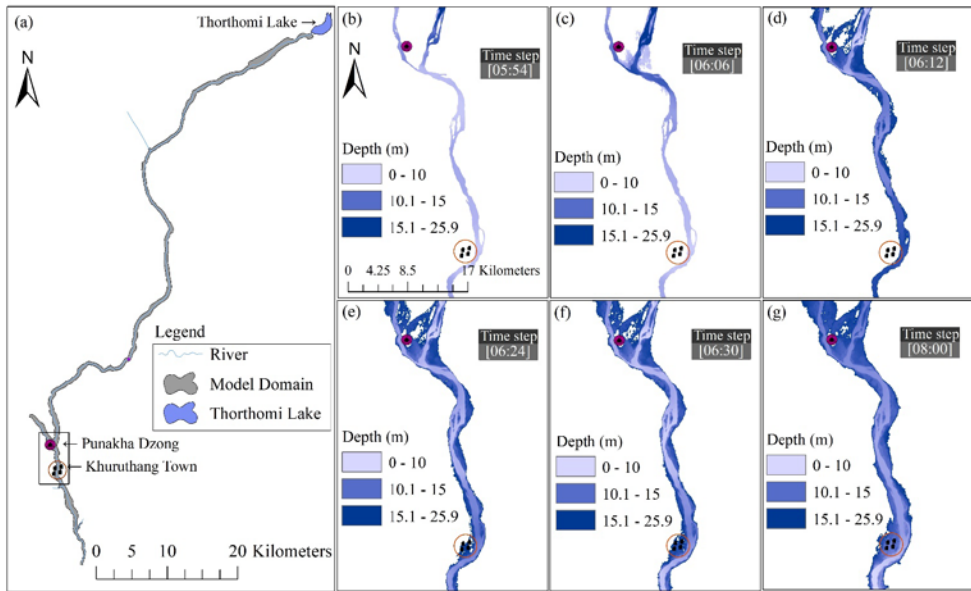 (a)
Thorthomi Lake
N
Legend
River
Model Domain
Thorthomi Lake
Punakha Dzong
Khuruthang Town
0 5 10 20 Kilometers
(b)
N
Time step
[05:54]
Depth (m)
0 - 10
10.1 - 15
15.1 - 25.9
0 4.25 8.5 17 Kilometers
(c)
Time step
[06:06]
Depth (m)
0 - 10
10.1 - 15
15.1 - 25.9
(d)
Time step
[06:12]
Depth (m)
0 - 10
10.1 - 15
15.1 - 25.9
(e)
Time step
[06:24]
Depth (m)
0 - 10
10.1 - 15
15.1 - 25.9
(f)
Time step
[06:30]
Depth (m)
0 - 10
10.1 - 15
15.1 - 25.9
(g)
Time step
[08:00]
Depth (m)
0 - 10
10.1 - 15
15.1 - 25.9